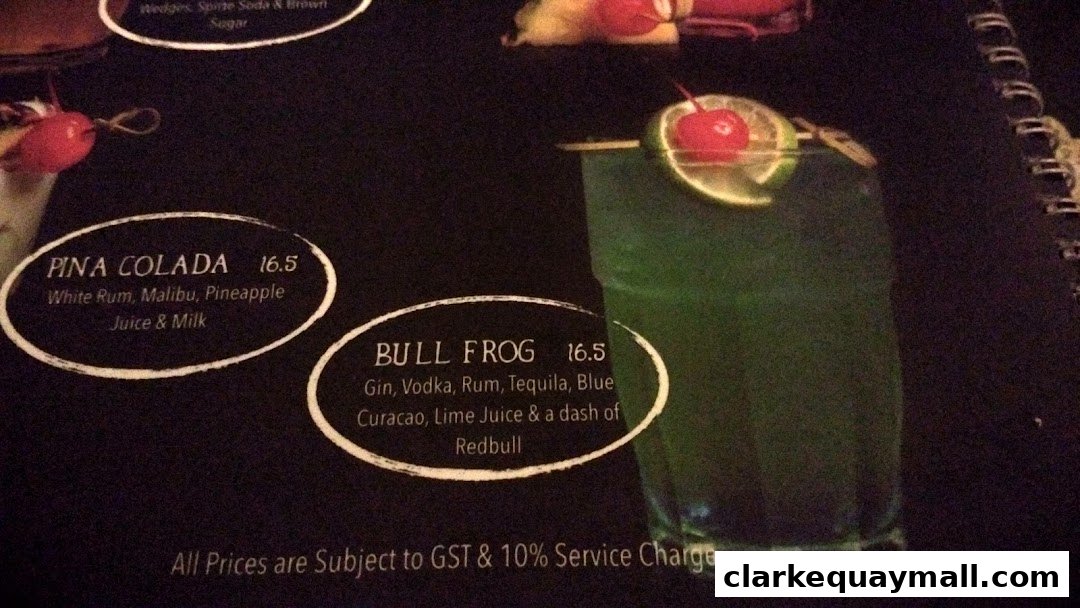 Wedges, Sprite Soda & Brown
Sugar
PINA COLADA 16.5
White Rum, Malibu, Pineapple
Juice & Milk
BULL FROG 16.5
Gin, Vodka, Rum, Tequila, Blue
Curacao, Lime Juice & a dash of
Redbull
All Prices are Subject to GST & 10% Service Charge
clarkequaymall.com